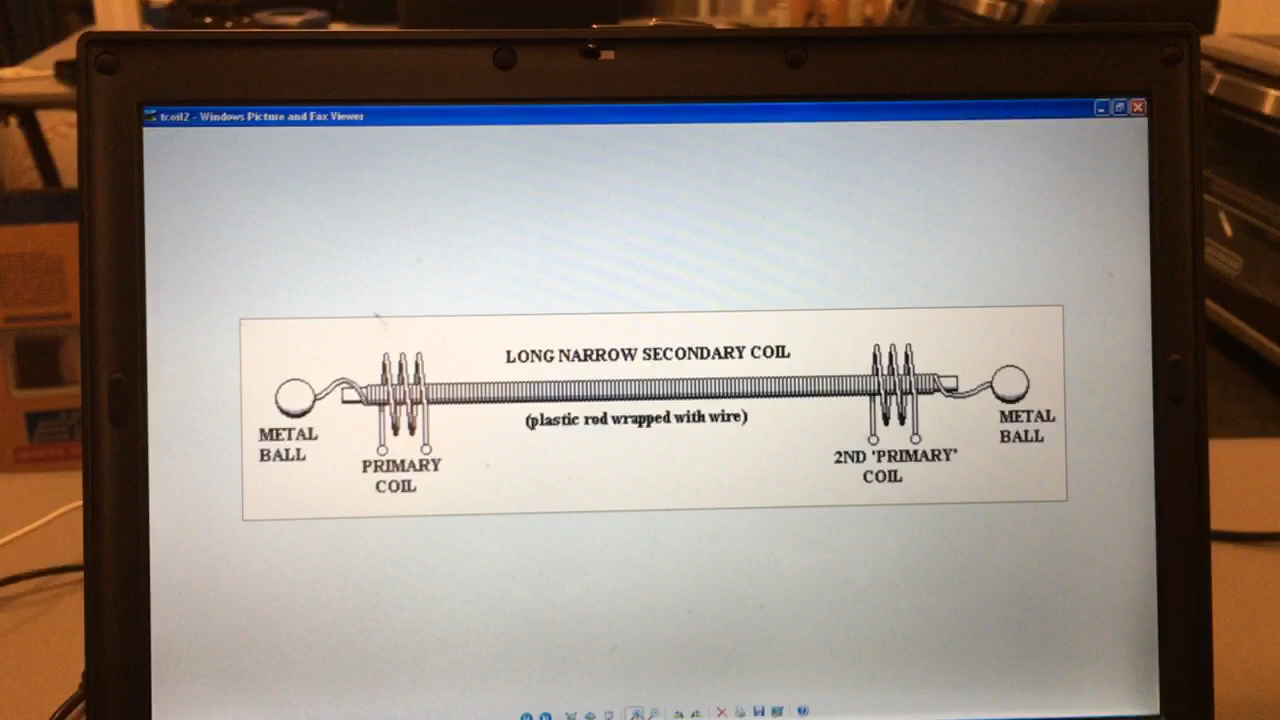 tcoil2 - Windows Picture and Fax Viewer
LONG NARROW SECONDARY COIL
(plastic rod wrapped with wire)
METAL
BALL
PRIMARY
COIL
2ND 'PRIMARY'
COIL
METAL
BALL